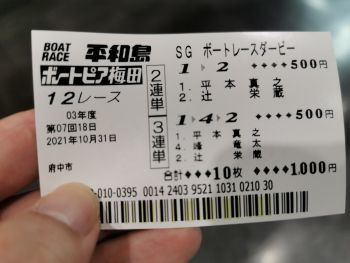 BOAT RACE 平和島
ボートピア梅田
12レース
03年度
第07回18日
2021年10月31日
府中市
2連単
3連単
SG ボートレースダービー
1▶2 ◆◆◆◆500円
1▶平本 真之
2▶辻 栄蔵
1▶4▶2 ◆◆◆◆500円
1▶平本 真之
4▶峰 竜太
2▶辻 栄蔵
合計◆◆◆10枚 ◆◆◆◆1,000円
-010-0395 0014 2403 9521 1031 0210 30